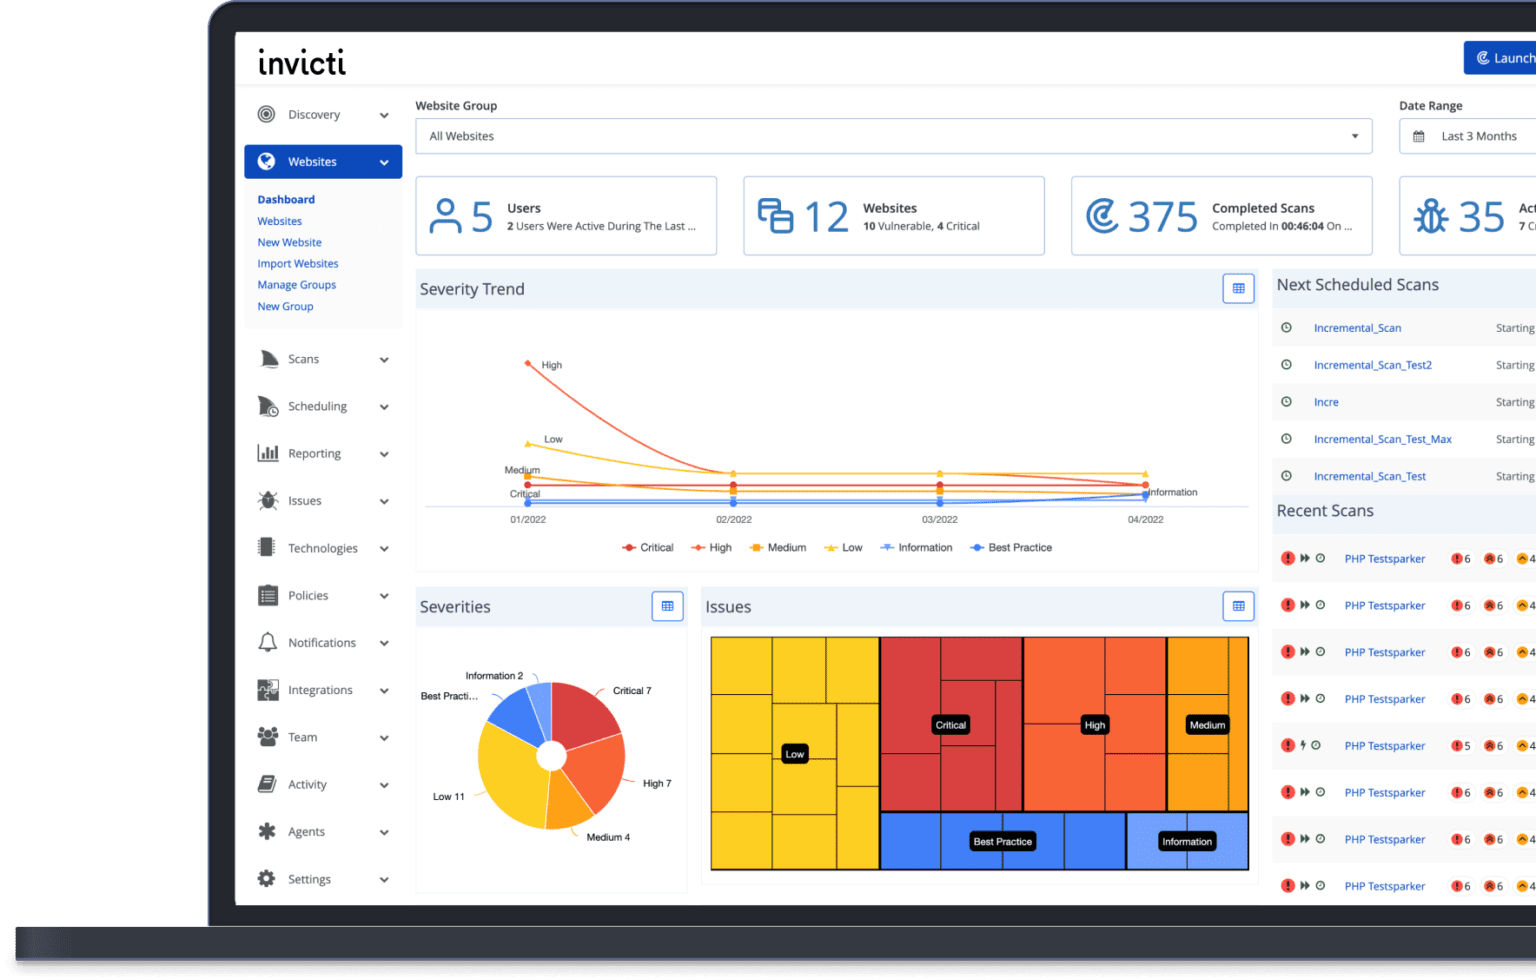 invicti
Launch
Discovery
Websites
Dashboard
Websites
New Website
Import Websites
Manage Groups
New Group
Scans
Scheduling
Reporting
Issues
Technologies
Policies
Notifications
Integrations
Team
Activity
Agents
Settings
Website Group
All Websites
Date Range
Last 3 Months
5 Users
2 Users Were Active During The Last ...
12 Websites
10 Vulnerable, 4 Critical
375 Completed Scans
Completed In 00:46:04 On ...
35 Act
7 C
Severity Trend
High
Low
Medium
Critical
Information
01/2022 02/2022 03/2022 04/2022
Critical High Medium Low Information Best Practice
Severities
Information 2
Best Practi...
Critical 7
High 7
Low 11
Medium 4
Issues
Low
Critical
High
Medium
Best Practice
Information
Next Scheduled Scans
Incremental_Scan Starting
Incremental_Scan_Test2 Starting
Incre Starting
Incremental_Scan_Test_Max Starting
Incremental_Scan_Test Starting
Recent Scans
PHP Testsparker 6 6 4
PHP Testsparker 6 6 4
PHP Testsparker 6 6 4
PHP Testsparker 6 6 4
PHP Testsparker 5 6 4
PHP Testsparker 6 6 4
PHP Testsparker 6 6 4
PHP Testsparker 6 6 4